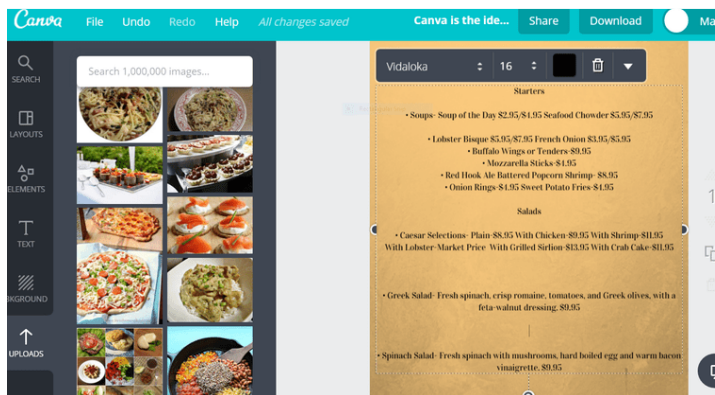 Canva File Undo Redo Help All changes saved Canva is the ide... Share Download Ma
SEARCH
LAYOUTS
ELEMENTS
TEXT
BKGROUND
UPLOADS
Search 1,000,000 images...
Vidaloka 16
Starters
• Soups- Soup of the Day $2.95/$4.95 Seafood Chowder $5.95/$7.95
• Lobster Bisque $5.95/$7.95 French Onion $3.95/$5.95
• Buffalo Wings or Tenders-$9.95
• Mozzarella Sticks-$4.95
• Red Hook Ale Battered Popcorn Shrimp- $8.95
• Onion Rings-$4.95 Sweet Potato Fries-$4.95
Salads
• Caesar Selections- Plain-$8.95 With Chicken-$9.95 With Shrimp-$11.95
With Lobster-Market Price With Grilled Sirlion-$13.95 With Crab Cake-$11.95
• Greek Salad- Fresh spinach, crisp romaine, tomatoes, and Greek olives, with a
feta-walnut dressing. $9.95
• Spinach Salad- Fresh spinach with mushrooms, hard boiled egg and warm bacon
vinaigrette. $9.95
1